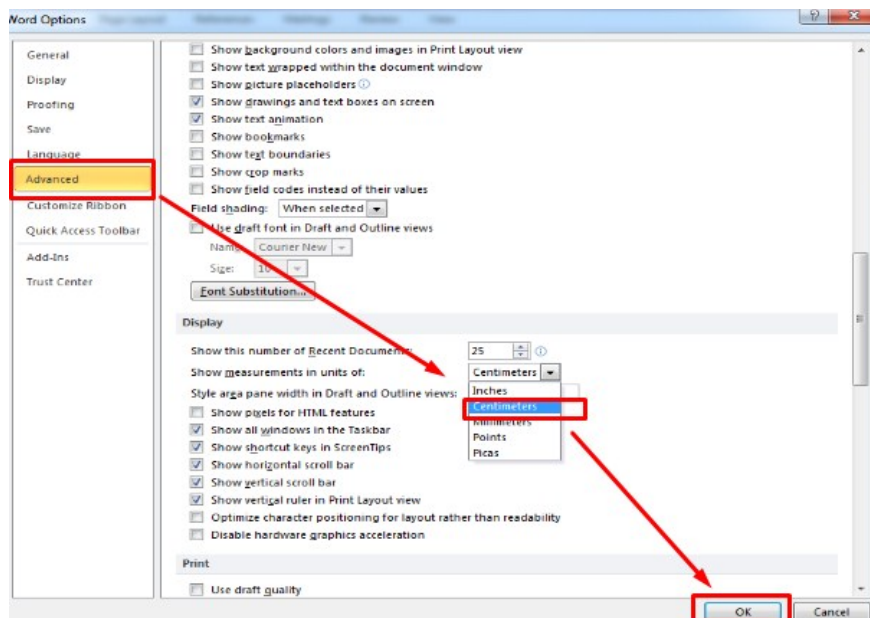 Word Options
General
Display
Proofing
Save
Language
Advanced
Customize Ribbon
Quick Access Toolbar
Add-Ins
Trust Center
Show background colors and images in Print Layout view
Show text wrapped within the document window
Show picture placeholders
Show drawings and text boxes on screen
Show text animation
Show bookmarks
Show text boundaries
Show crop marks
Show field codes instead of their values
Field shading: When selected
Use draft font in Draft and Outline views
Name: Courier New
Size: 10
Font Substitution...
Display
Show this number of Recent Documents: 25
Show measurements in units of: Centimeters
Style area pane width in Draft and Outline views:
Inches
Centimeters
Millimeters
Points
Picas
Show pixels for HTML features
Show all windows in the Taskbar
Show shortcut keys in ScreenTips
Show horizontal scroll bar
Show vertical scroll bar
Show vertical ruler in Print Layout view
Optimize character positioning for layout rather than readability
Disable hardware graphics acceleration
Print
Use draft quality
OK Cancel